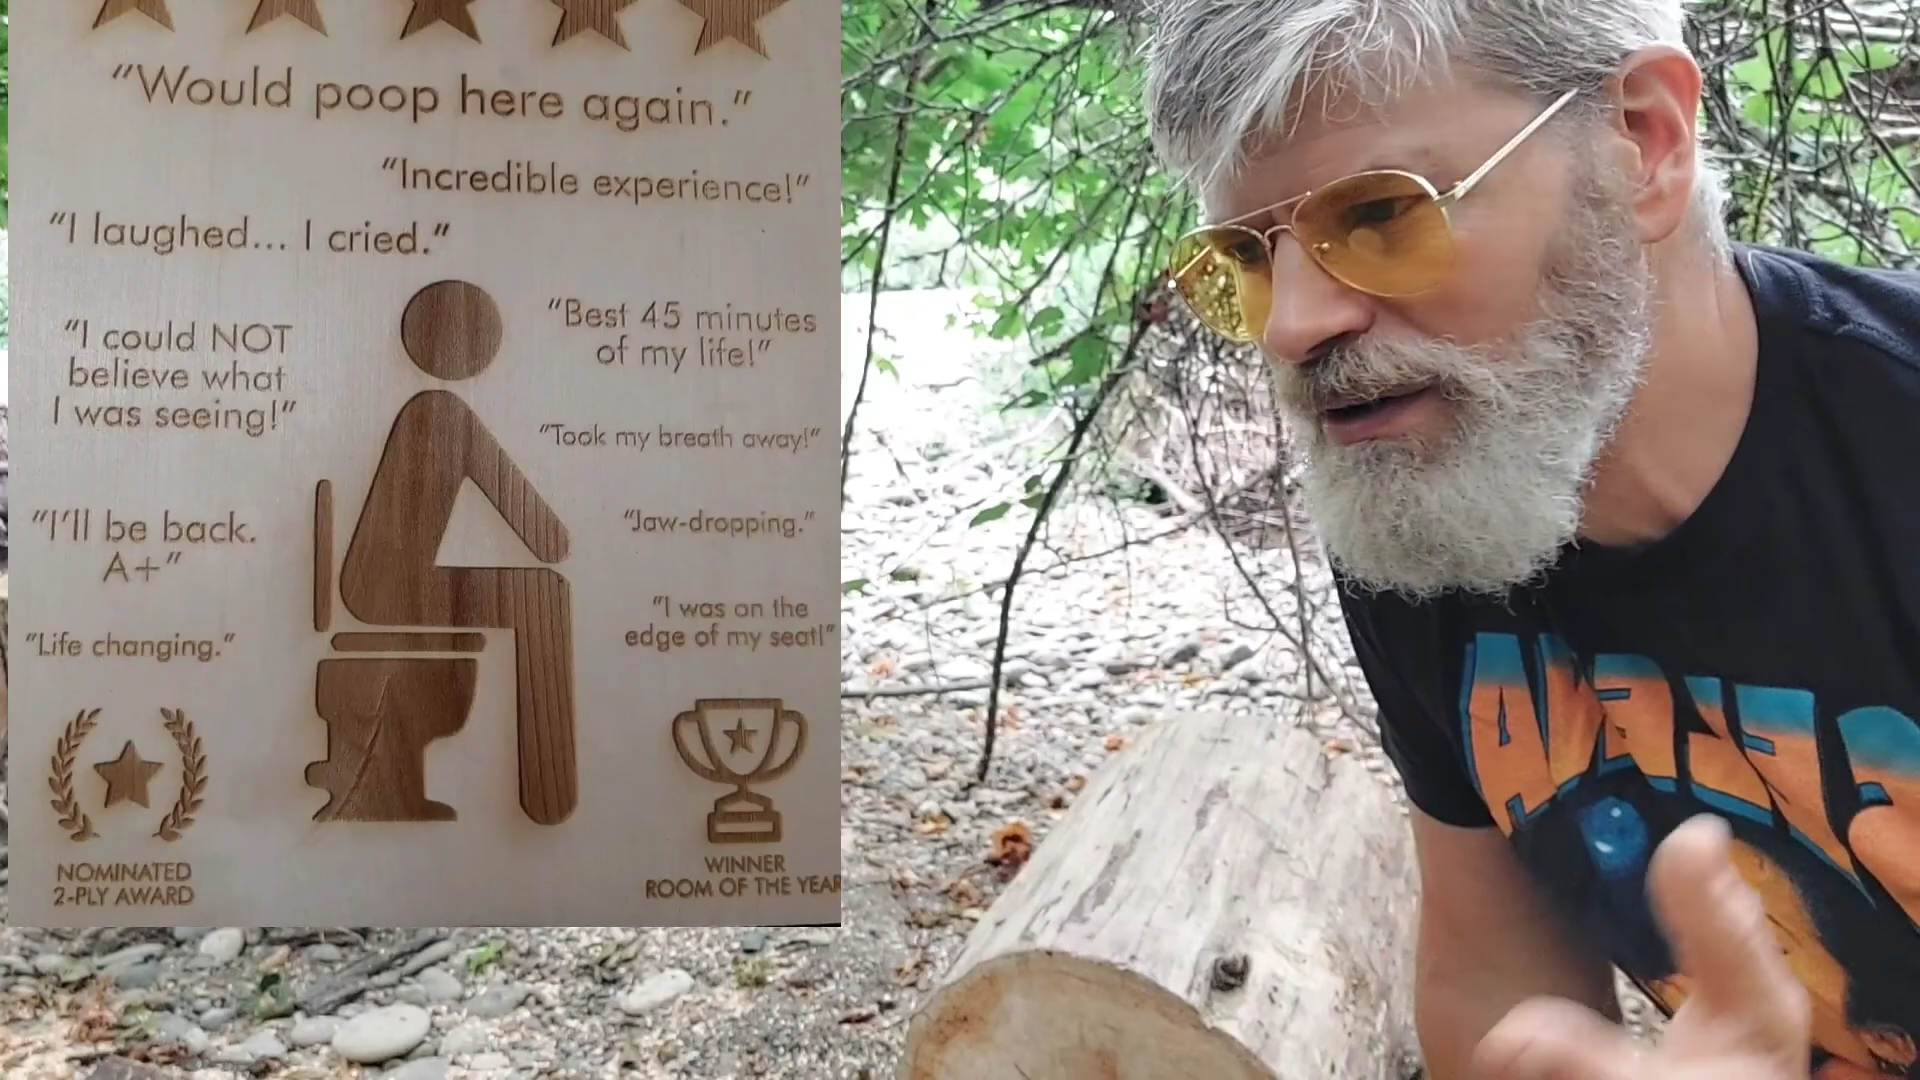 “Would poop here again.”
“Incredible experience!”
“I laughed... I cried.”
“I could NOT
believe what
I was seeing!”
“Best 45 minutes
of my life!”
“Took my breath away!”
“I’ll be back.
A+”
“Jaw-dropping.”
“I was on the
edge of my seat!”
“Life changing.”
NOMINATED
2-PLY AWARD
WINNER
ROOM OF THE YEAR